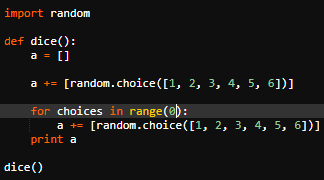 import random
def dice():
a = []
a += [random.choice([1, 2, 3, 4, 5, 6])]
for choices in range(0):
a += [random.choice([1, 2, 3, 4, 5, 6])]
print a
dice()